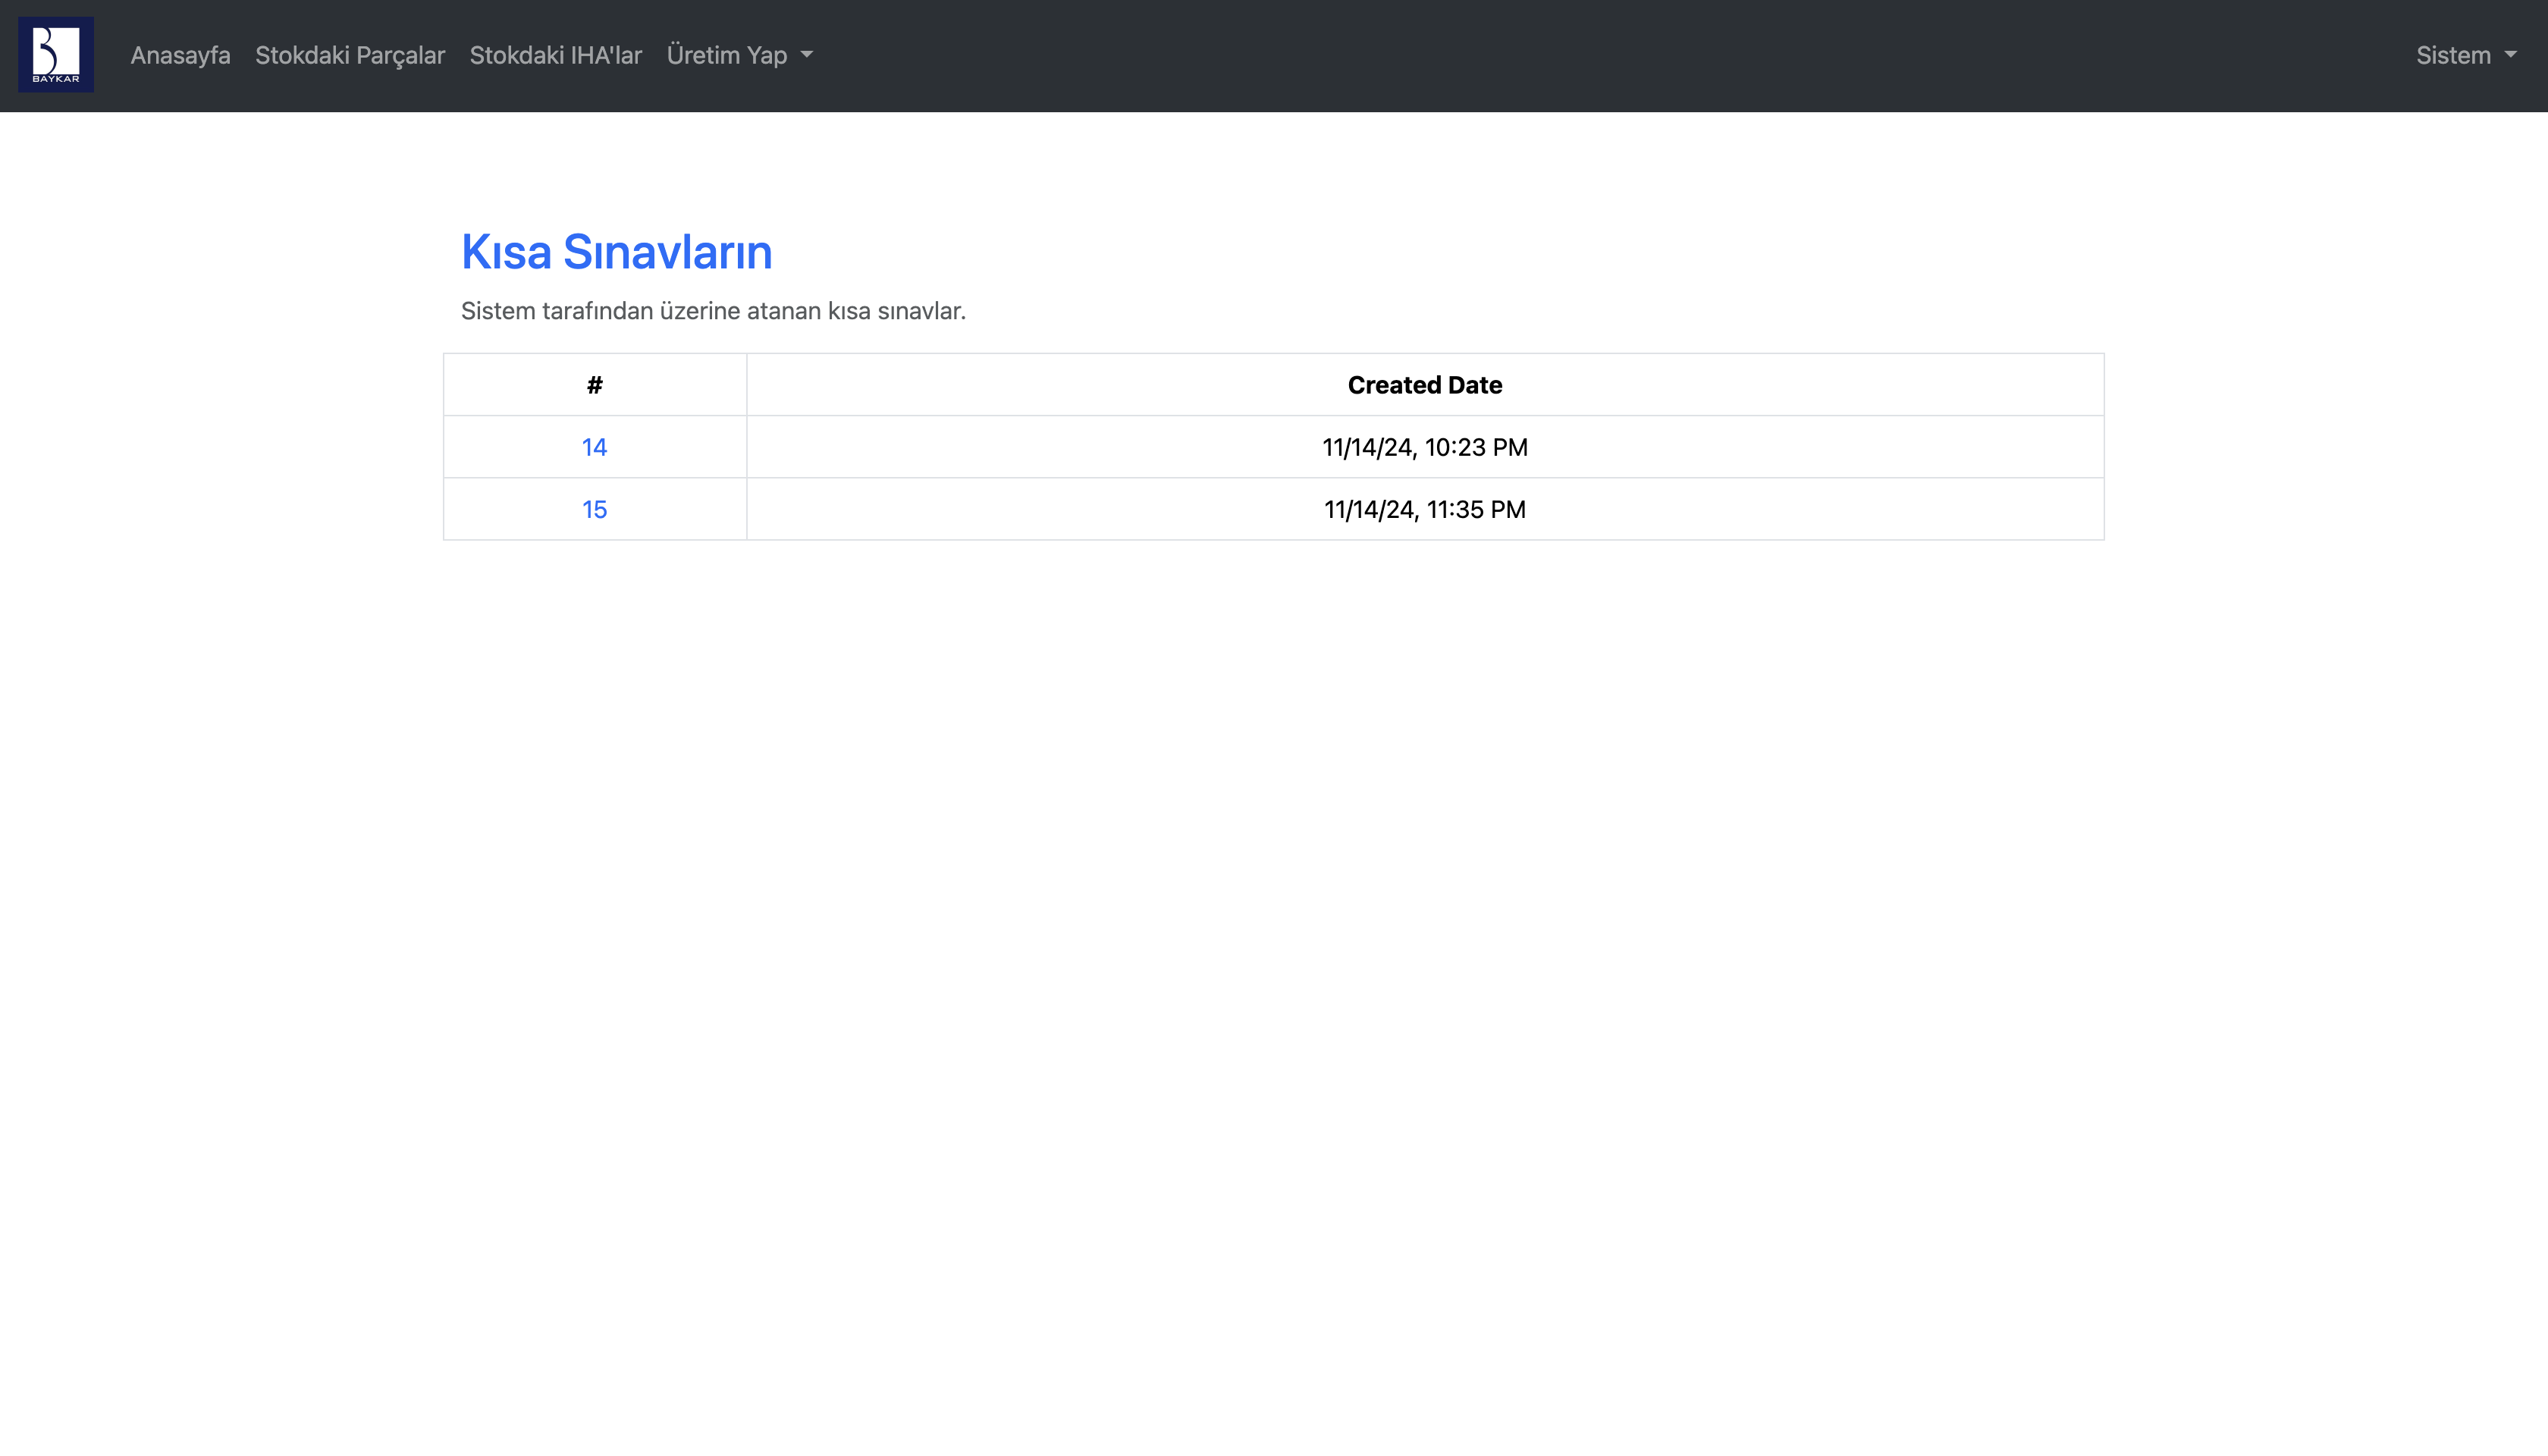 BAYKAR
Anasayfa Stokdaki Parçalar Stokdaki IHA'lar Üretim Yap Sistem
Kısa Sınavların
Sistem tarafından üzerine atanan kısa sınavlar.
# Created Date
14 11/14/24, 10:23 PM
15 11/14/24, 11:35 PM